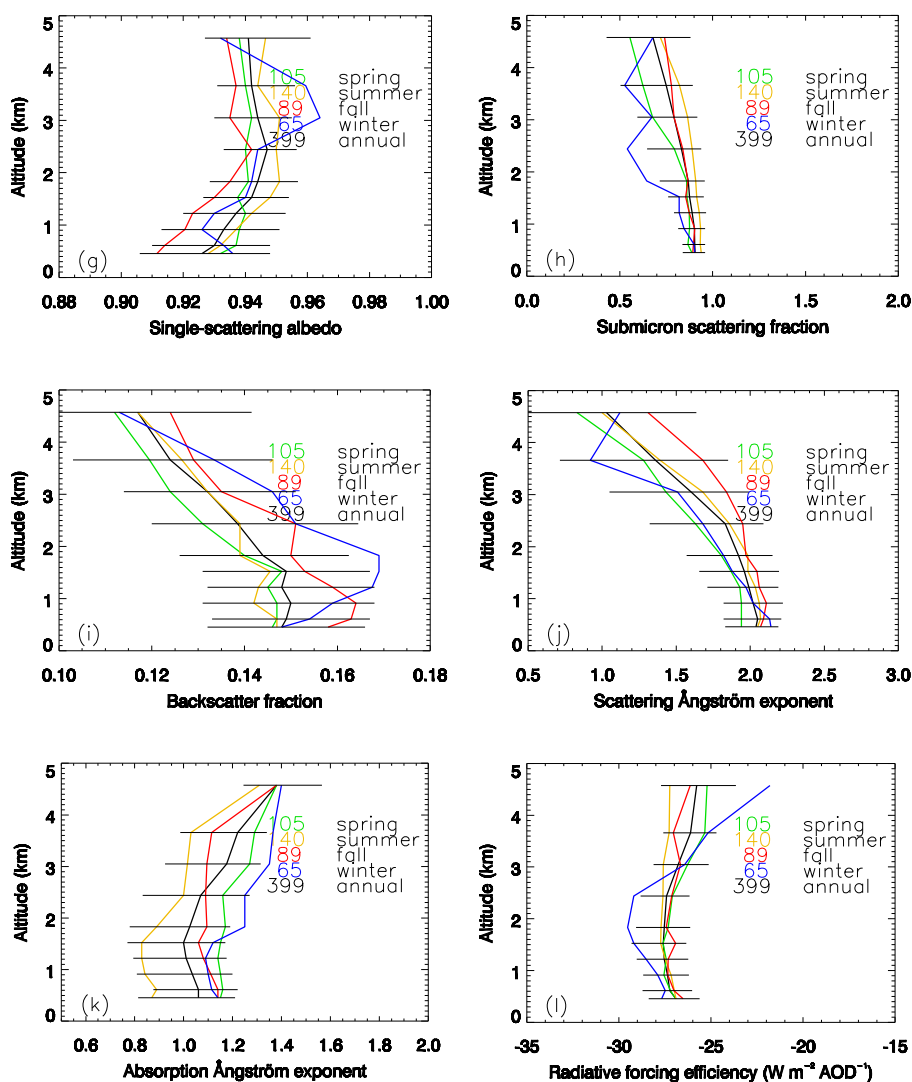 5
4
3
2
1
0
Altitude (km)
105 spring
140 summer
89 fall
65 winter
399 annual
(g)
0.88 0.90 0.92 0.94 0.96 0.98 1.00
Single-scattering albedo
5
4
3
2
1
0
Altitude (km)
105 spring
140 summer
89 fall
65 winter
399 annual
(h)
0.0 0.5 1.0 1.5 2.0
Submicron scattering fraction
5
4
3
2
1
0
Altitude (km)
105 spring
140 summer
89 fall
65 winter
399 annual
(i)
0.10 0.12 0.14 0.16 0.18
Backscatter fraction
5
4
3
2
1
0
Altitude (km)
105 spring
140 summer
89 fall
65 winter
399 annual
(j)
0.5 1.0 1.5 2.0 2.5 3.0
Scattering Ångström exponent
5
4
3
2
1
0
Altitude (km)
105 spring
40 summer
89 fall
65 winter
399 annual
(k)
0.6 0.8 1.0 1.2 1.4 1.6 1.8 2.0
Absorption Ångström exponent
5
4
3
2
1
0
Altitude (km)
105 spring
140 summer
89 fall
65 winter
399 annual
(l)
-35 -30 -25 -20 -15
Radiative forcing efficiency (W m⁻² AOD⁻¹)